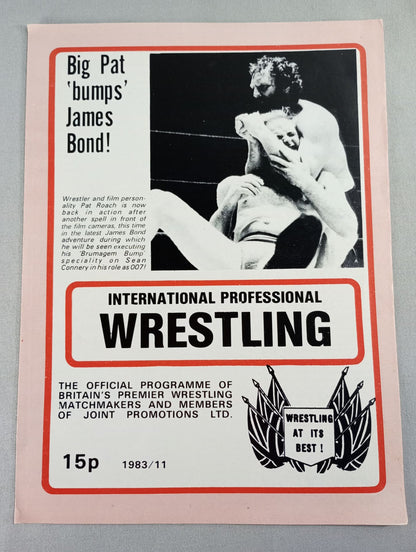 Big Pat
'bumps'
James
Bond!
Wrestler and film person-
ality Pat Roach is now
back in action after
another spell in front of
the film cameras, this time
in the latest James Bond
adventure during which
he will be seen executing
his 'Brumagem Bump'
speciality on Sean
Connery in his role as 007!
INTERNATIONAL PROFESSIONAL
WRESTLING
THE OFFICIAL PROGRAMME OF
BRITAIN'S PREMIER WRESTLING
MATCHMAKERS AND MEMBERS
OF JOINT PROMOTIONS LTD.
15p 1983/11
WRESTLING
AT ITS
BEST!